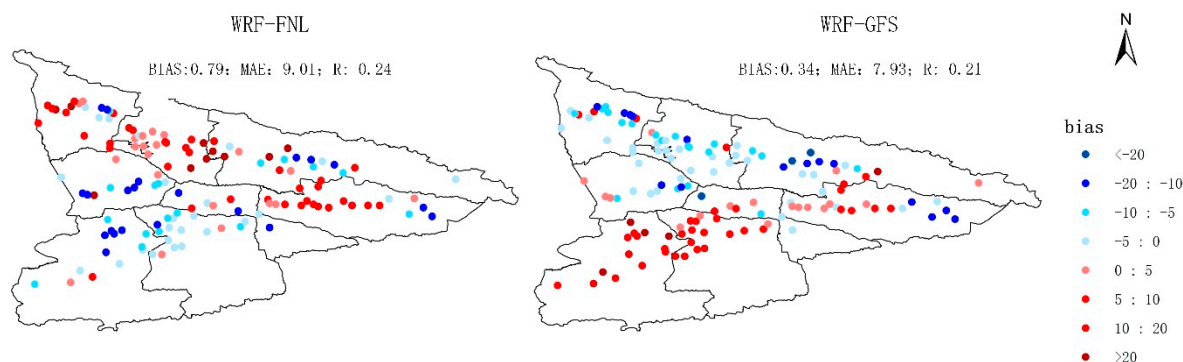 WRF-FNL
BIAS:0.79; MAE: 9.01; R: 0.24
WRF-GFS
BIAS:0.34; MAE: 7.93; R: 0.21
N
bias
<-20
-20 : -10
-10 : -5
-5 : 0
0 : 5
5 : 10
10 : 20
>20